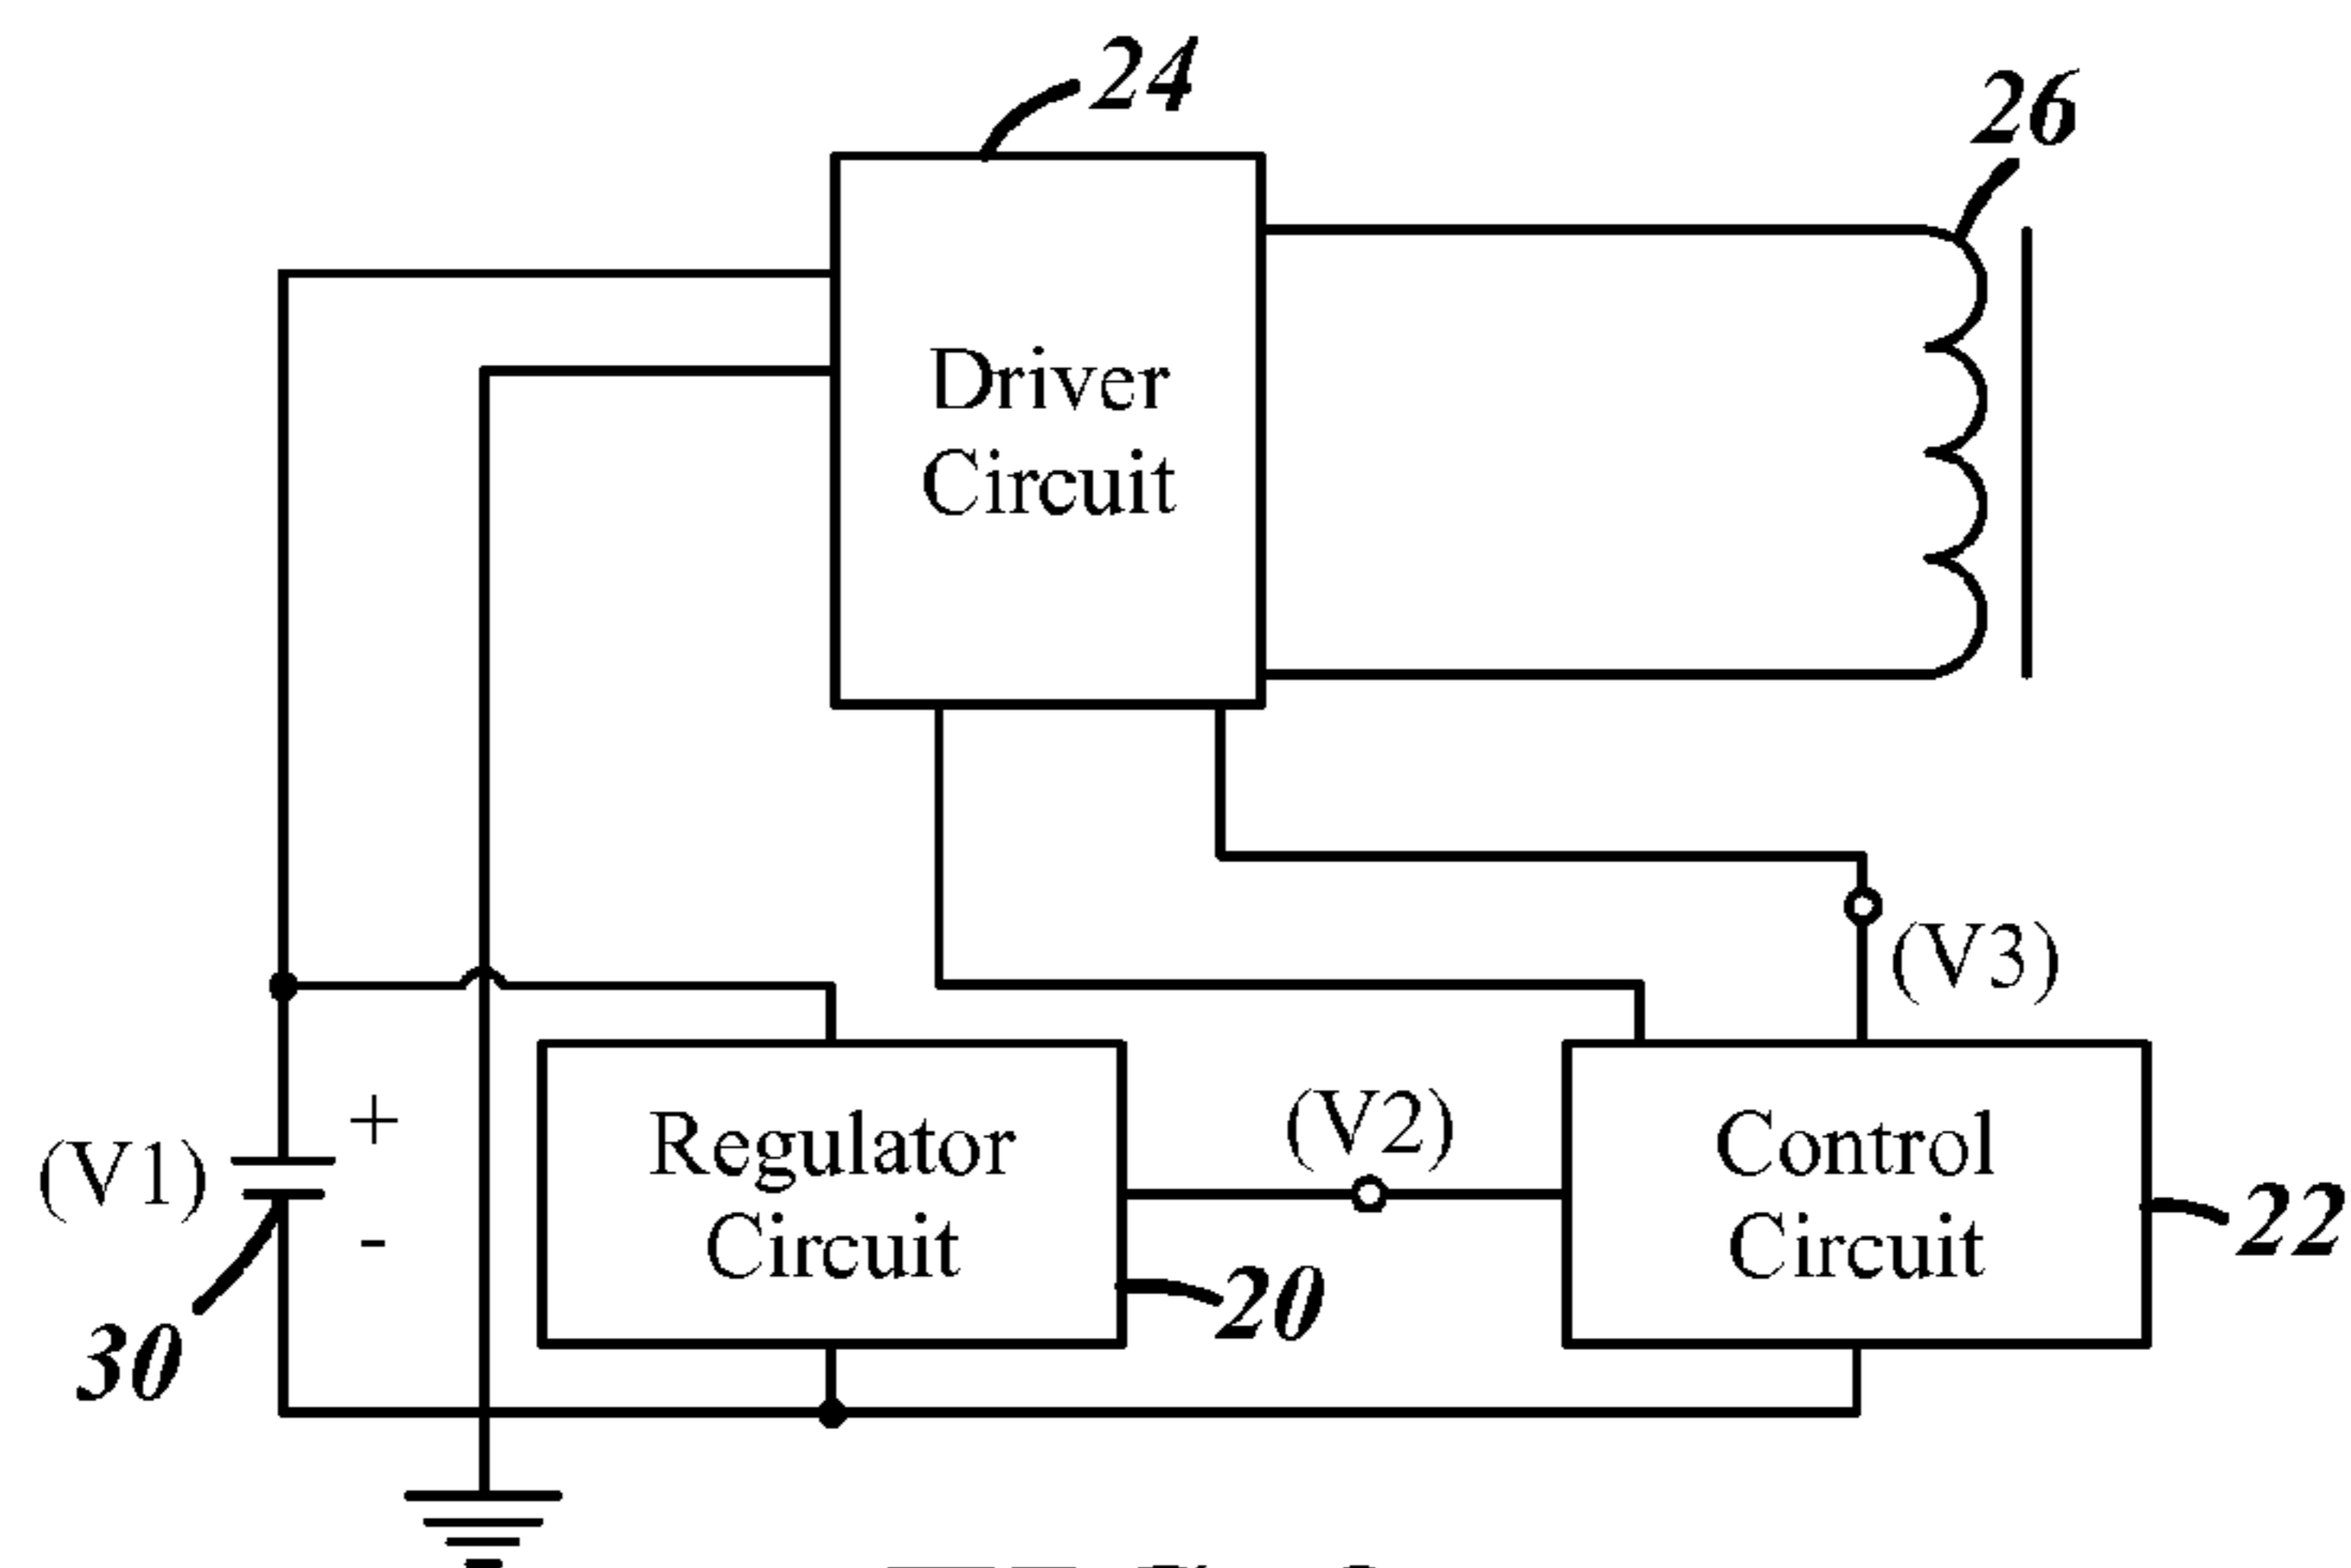 24
26
Driver
Circuit
(V3)
(V1)
+
-
Regulator
Circuit
(V2)
Control
Circuit
22
20
30